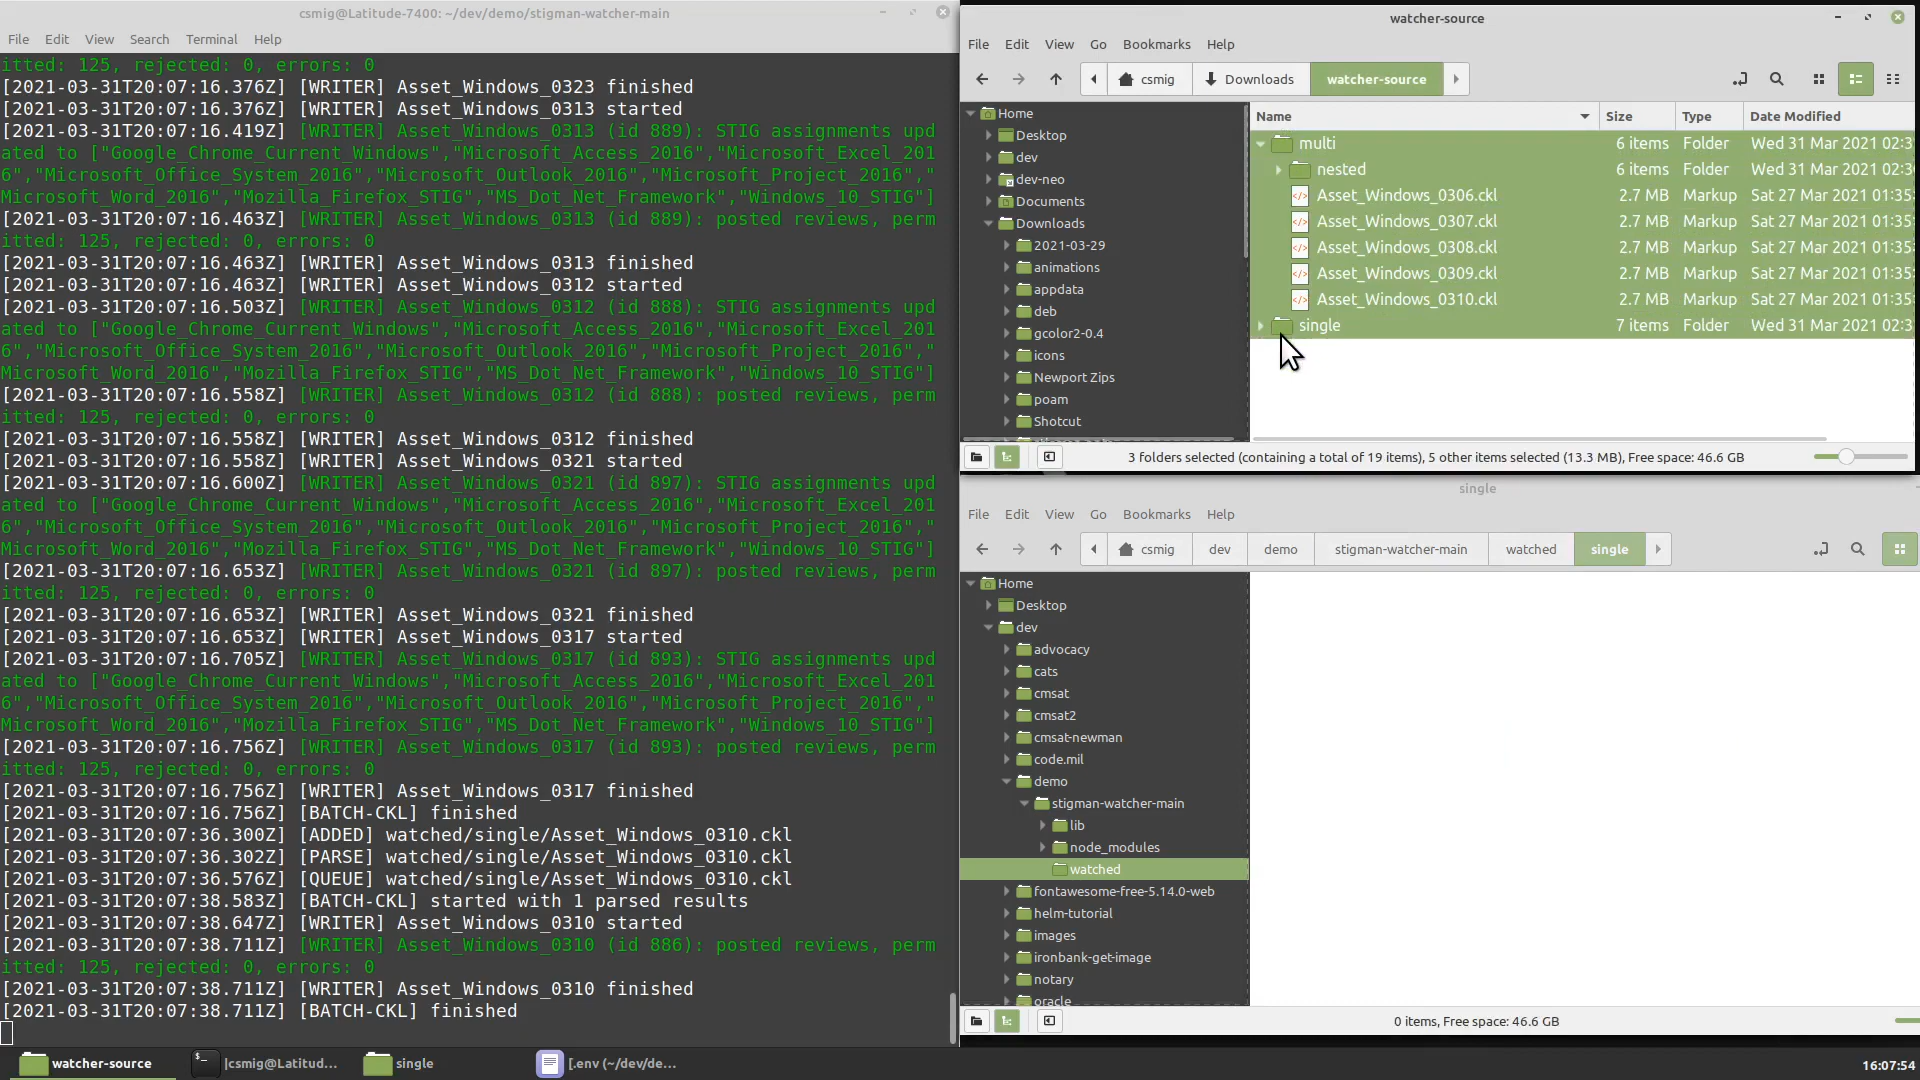 csmig@Latitude-7400: ~/dev/demo/stigman-watcher-main
File Edit View Search Terminal Help
itted: 125, rejected: 0, errors: 0
[2021-03-31T20:07:16.376Z] [WRITER] Asset_Windows_0323 finished
[2021-03-31T20:07:16.376Z] [WRITER] Asset_Windows_0313 started
[2021-03-31T20:07:16.419Z] [WRITER] Asset_Windows_0313 (id 889): STIG assignments upd
ated to ["Google_Chrome_Current_Windows","Microsoft_Access_2016","Microsoft_Excel_201
6","Microsoft_Office_System_2016","Microsoft_Outlook_2016","Microsoft_Project_2016","
Microsoft_Word_2016","Mozilla_Firefox_STIG","MS_Dot_Net_Framework","Windows_10_STIG"]
[2021-03-31T20:07:16.463Z] [WRITER] Asset_Windows_0313 (id 889): posted reviews, perm
itted: 125, rejected: 0, errors: 0
[2021-03-31T20:07:16.463Z] [WRITER] Asset_Windows_0313 finished
[2021-03-31T20:07:16.463Z] [WRITER] Asset_Windows_0312 started
[2021-03-31T20:07:16.503Z] [WRITER] Asset_Windows_0312 (id 888): STIG assignments upd
ated to ["Google_Chrome_Current_Windows","Microsoft_Access_2016","Microsoft_Excel_201
6","Microsoft_Office_System_2016","Microsoft_Outlook_2016","Microsoft_Project_2016","
Microsoft_Word_2016","Mozilla_Firefox_STIG","MS_Dot_Net_Framework","Windows_10_STIG"]
[2021-03-31T20:07:16.558Z] [WRITER] Asset_Windows_0312 (id 888): posted reviews, perm
itted: 125, rejected: 0, errors: 0
[2021-03-31T20:07:16.558Z] [WRITER] Asset_Windows_0312 finished
[2021-03-31T20:07:16.558Z] [WRITER] Asset_Windows_0321 started
[2021-03-31T20:07:16.600Z] [WRITER] Asset_Windows_0321 (id 897): STIG assignments upd
ated to ["Google_Chrome_Current_Windows","Microsoft_Access_2016","Microsoft_Excel_201
6","Microsoft_Office_System_2016","Microsoft_Outlook_2016","Microsoft_Project_2016","
Microsoft_Word_2016","Mozilla_Firefox_STIG","MS_Dot_Net_Framework","Windows_10_STIG"]
[2021-03-31T20:07:16.653Z] [WRITER] Asset_Windows_0321 (id 897): posted reviews, perm
itted: 125, rejected: 0, errors: 0
[2021-03-31T20:07:16.653Z] [WRITER] Asset_Windows_0321 finished
[2021-03-31T20:07:16.653Z] [WRITER] Asset_Windows_0317 started
[2021-03-31T20:07:16.705Z] [WRITER] Asset_Windows_0317 (id 893): STIG assignments upd
ated to ["Google_Chrome_Current_Windows","Microsoft_Access_2016","Microsoft_Excel_201
6","Microsoft_Office_System_2016","Microsoft_Outlook_2016","Microsoft_Project_2016","
Microsoft_Word_2016","Mozilla_Firefox_STIG","MS_Dot_Net_Framework","Windows_10_STIG"]
[2021-03-31T20:07:16.756Z] [WRITER] Asset_Windows_0317 (id 893): posted reviews, perm
itted: 125, rejected: 0, errors: 0
[2021-03-31T20:07:16.756Z] [WRITER] Asset_Windows_0317 finished
[2021-03-31T20:07:16.756Z] [BATCH-CKL] finished
[2021-03-31T20:07:36.300Z] [ADDED] watched/single/Asset_Windows_0310.ckl
[2021-03-31T20:07:36.302Z] [PARSE] watched/single/Asset_Windows_0310.ckl
[2021-03-31T20:07:36.576Z] [QUEUE] watched/single/Asset_Windows_0310.ckl
[2021-03-31T20:07:38.583Z] [BATCH-CKL] started with 1 parsed results
[2021-03-31T20:07:38.647Z] [WRITER] Asset_Windows_0310 started
[2021-03-31T20:07:38.711Z] [WRITER] Asset_Windows_0310 (id 886): posted reviews, perm
itted: 125, rejected: 0, errors: 0
[2021-03-31T20:07:38.711Z] [WRITER] Asset_Windows_0310 finished
[2021-03-31T20:07:38.711Z] [BATCH-CKL] finished
watcher-source
File Edit View Go Bookmarks Help
csmig Downloads watcher-source
Home
Desktop
dev
dev-neo
Documents
Downloads
2021-03-29
animations
appdata
deb
gcolor2-0.4
icons
Newport Zips
poam
Shotcut
Name Size Type Date Modified
multi 6 items Folder Wed 31 Mar 2021 02:3
nested 6 items Folder Wed 31 Mar 2021 02:3
Asset_Windows_0306.ckl 2.7 MB Markup Sat 27 Mar 2021 01:35
Asset_Windows_0307.ckl 2.7 MB Markup Sat 27 Mar 2021 01:35
Asset_Windows_0308.ckl 2.7 MB Markup Sat 27 Mar 2021 01:35
Asset_Windows_0309.ckl 2.7 MB Markup Sat 27 Mar 2021 01:35
Asset_Windows_0310.ckl 2.7 MB Markup Sat 27 Mar 2021 01:35
single 7 items Folder Wed 31 Mar 2021 02:3
3 folders selected (containing a total of 19 items), 5 other items selected (13.3 MB), Free space: 46.6 GB
single
File Edit View Go Bookmarks Help
csmig dev demo stigman-watcher-main watched single
Home
Desktop
dev
advocacy
cats
cmsat
cmsat2
cmsat-newman
code.mil
demo
stigman-watcher-main
lib
node_modules
watched
fontawesome-free-5.14.0-web
helm-tutorial
images
ironbank-get-image
notary
oracle
0 items, Free space: 46.6 GB
watcher-source |csmig@Latitud... single [.env (~/dev/de... 16:07:54